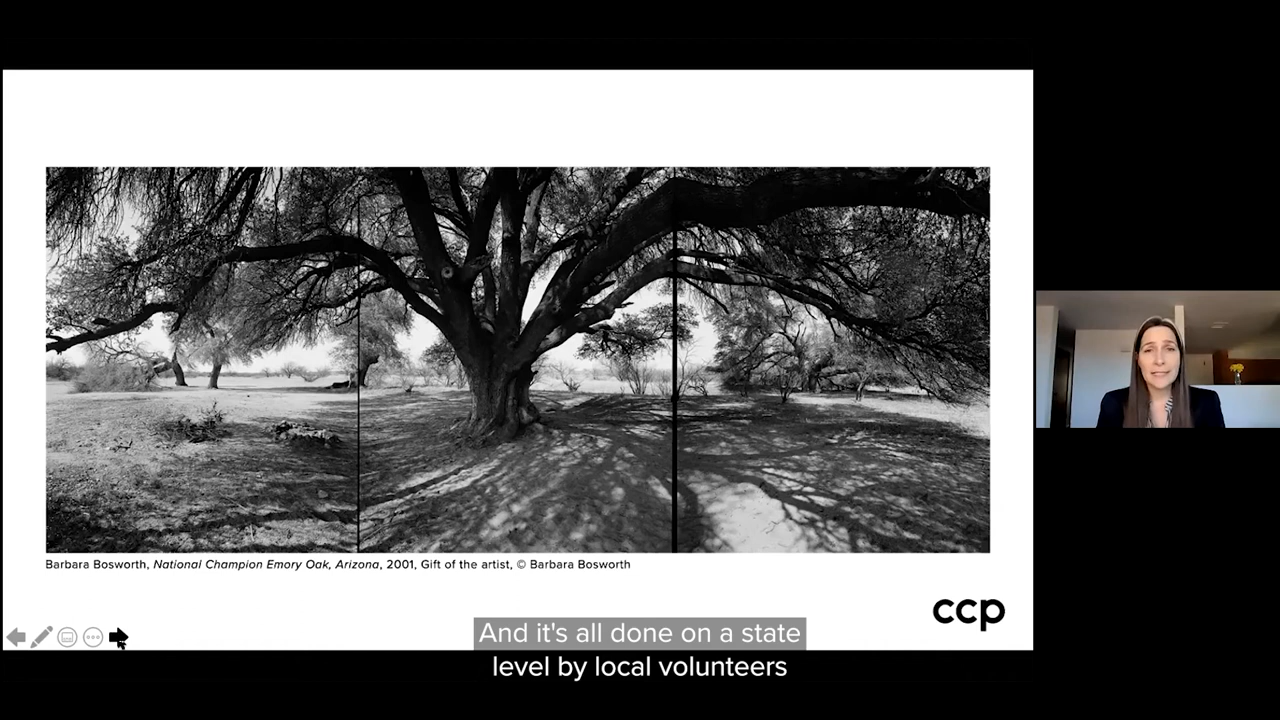 Barbara Bosworth, National Champion Emory Oak, Arizona, 2001, Gift of the artist, © Barbara Bosworth
ccp
And it's all done on a state
level by local volunteers